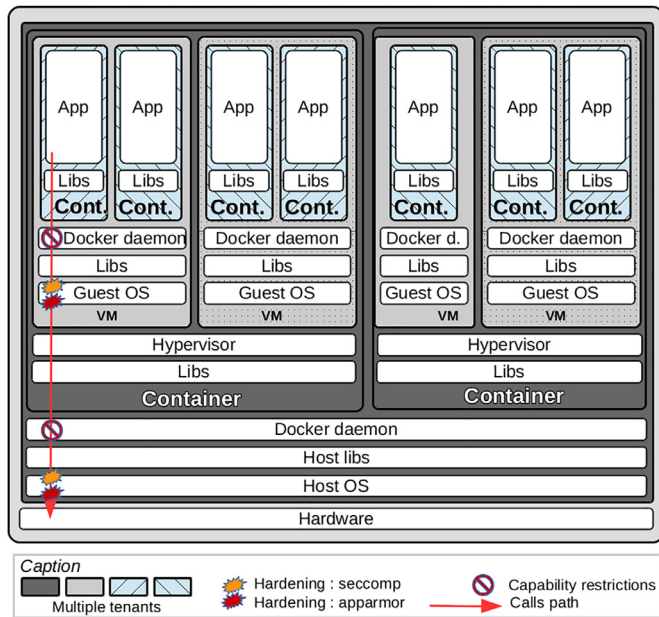 App App App App App App App
Libs Libs Libs Libs Libs Libs Libs
Cont. Cont. Cont. Cont. Cont. Cont. Cont.
Docker daemon Docker daemon Docker d. Docker daemon
Libs Libs Libs Libs
Guest OS Guest OS Guest OS Guest OS
VM VM VM VM
Hypervisor Hypervisor
Libs Libs
Container Container
Docker daemon
Host libs
Host OS
Hardware
Caption
Multiple tenants
Hardening : seccomp
Hardening : apparmor
Capability restrictions
Calls path